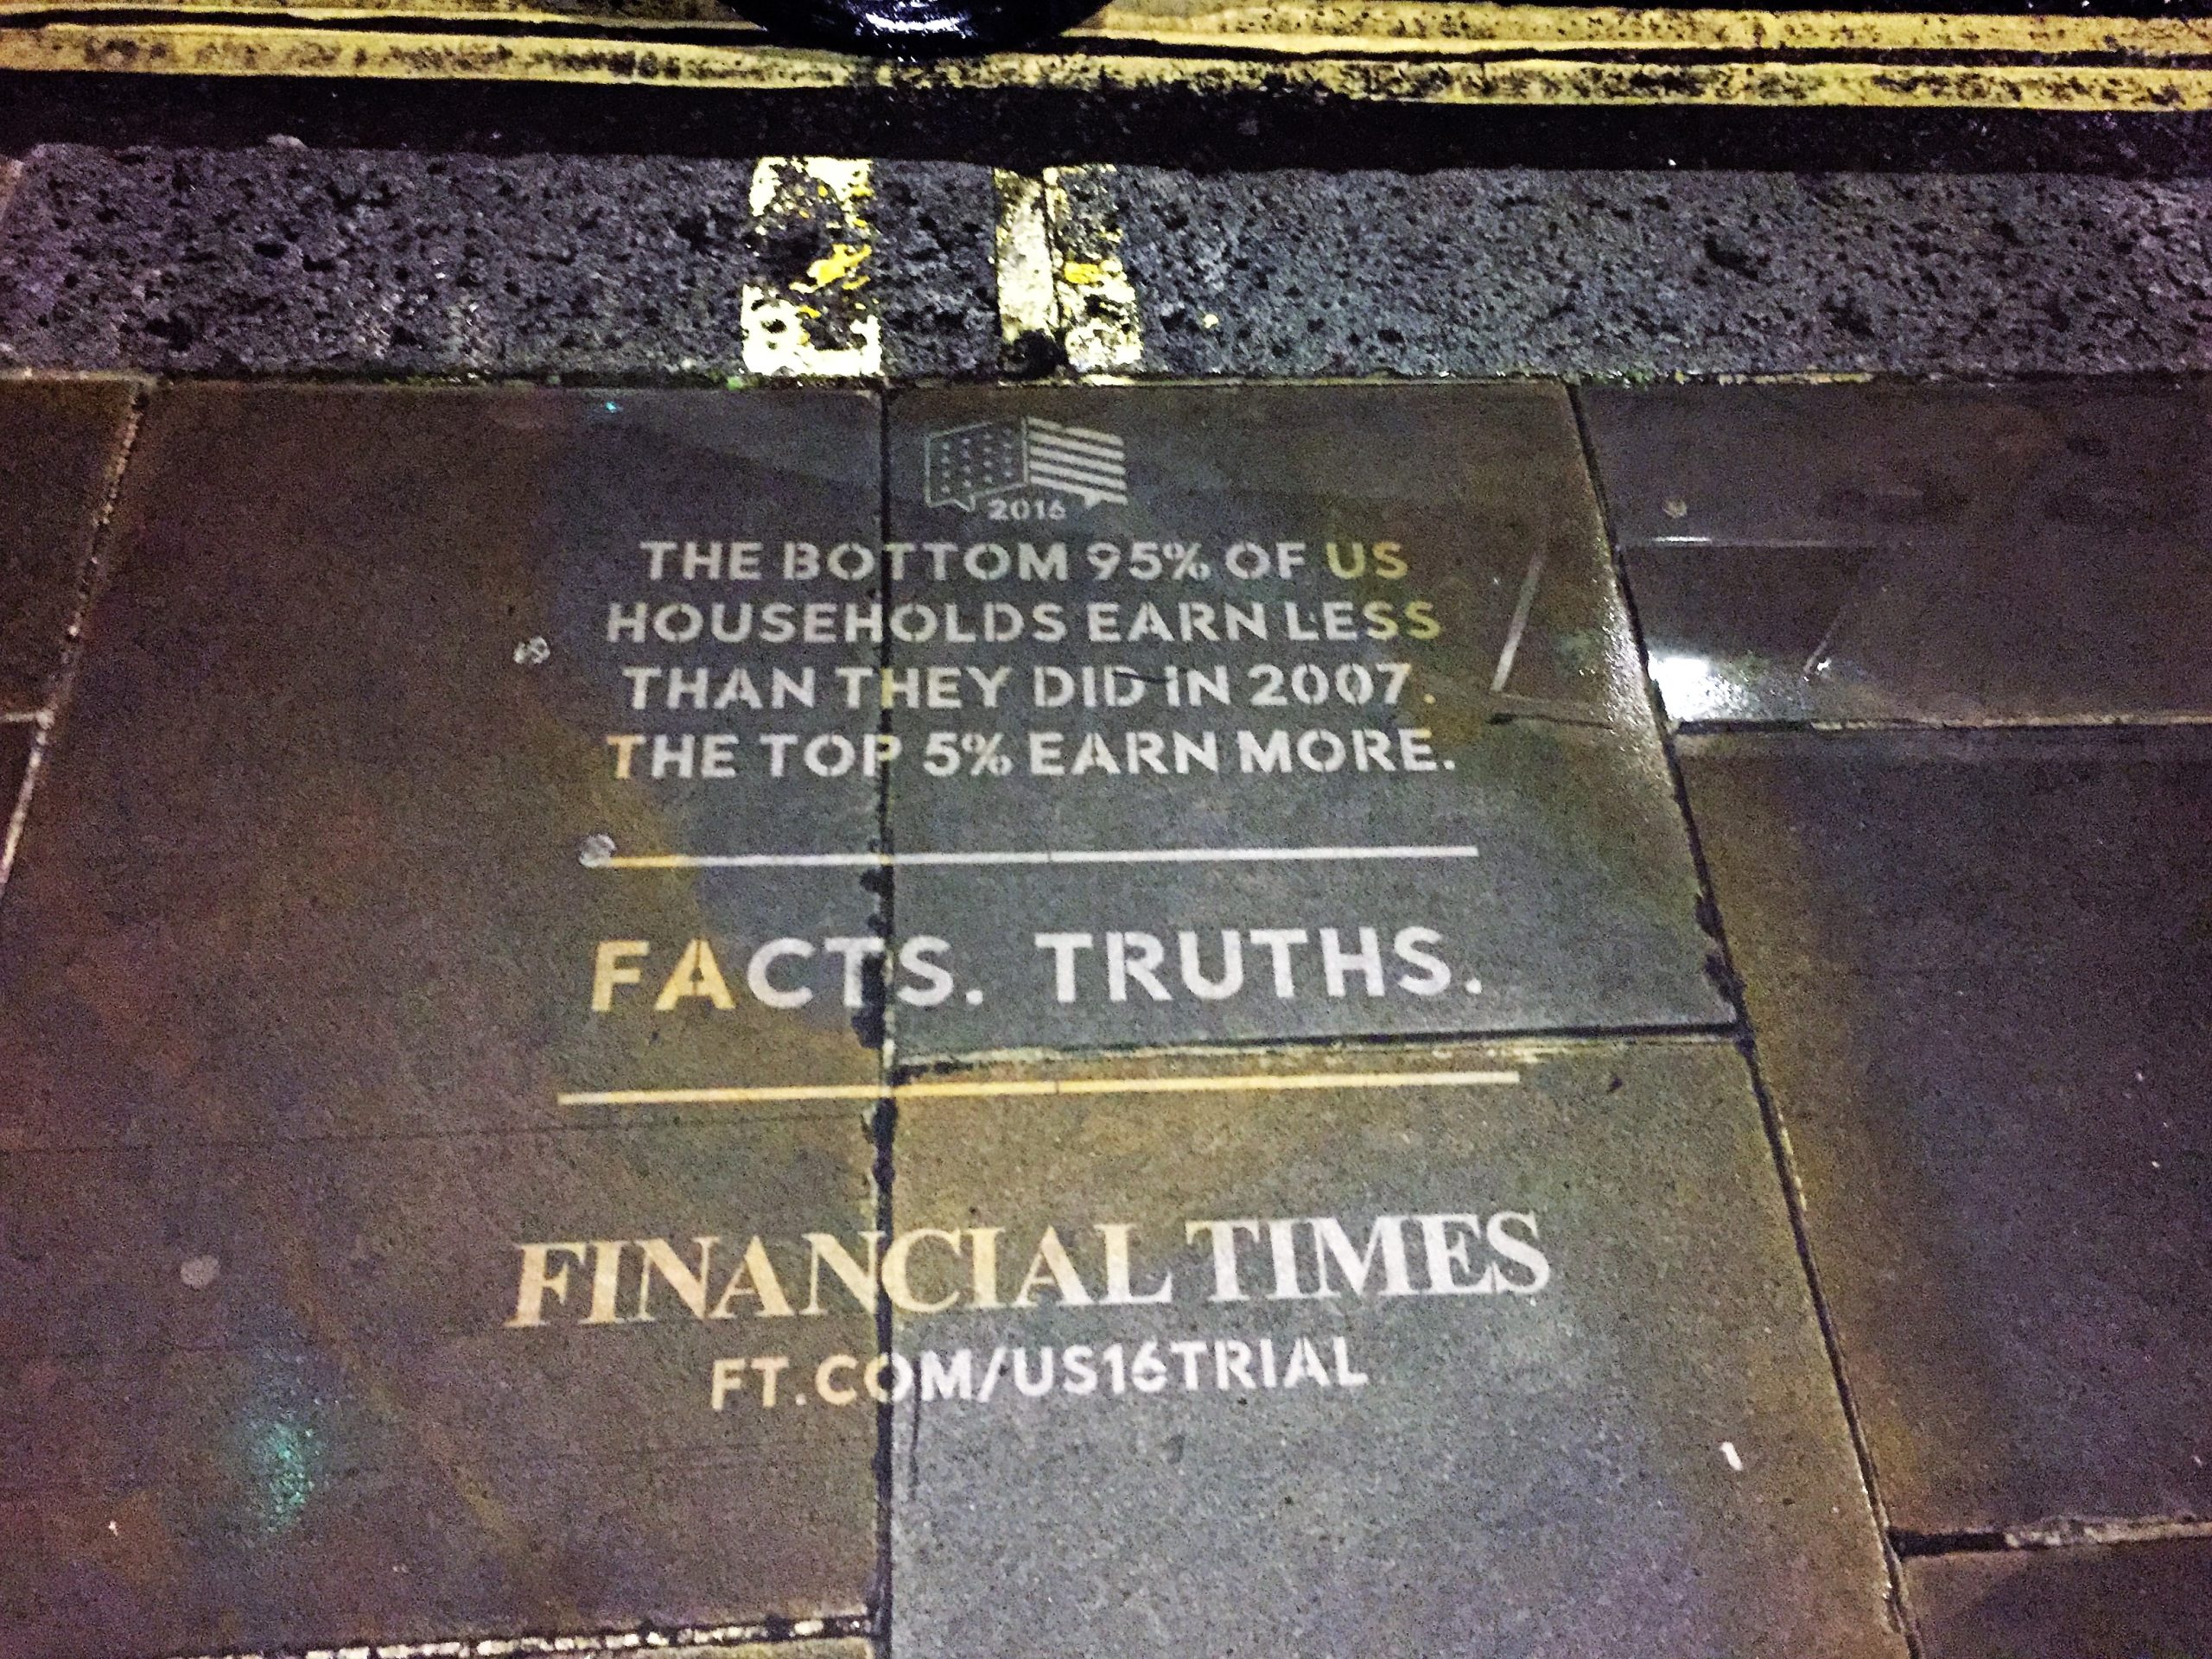 2016
THE BOTTOM 95% OF US
HOUSEHOLDS EARN LESS
THAN THEY DID IN 2007.
THE TOP 5% EARN MORE.
FACTS. TRUTHS.
FINANCIAL TIMES
FT.COM/US16TRIAL